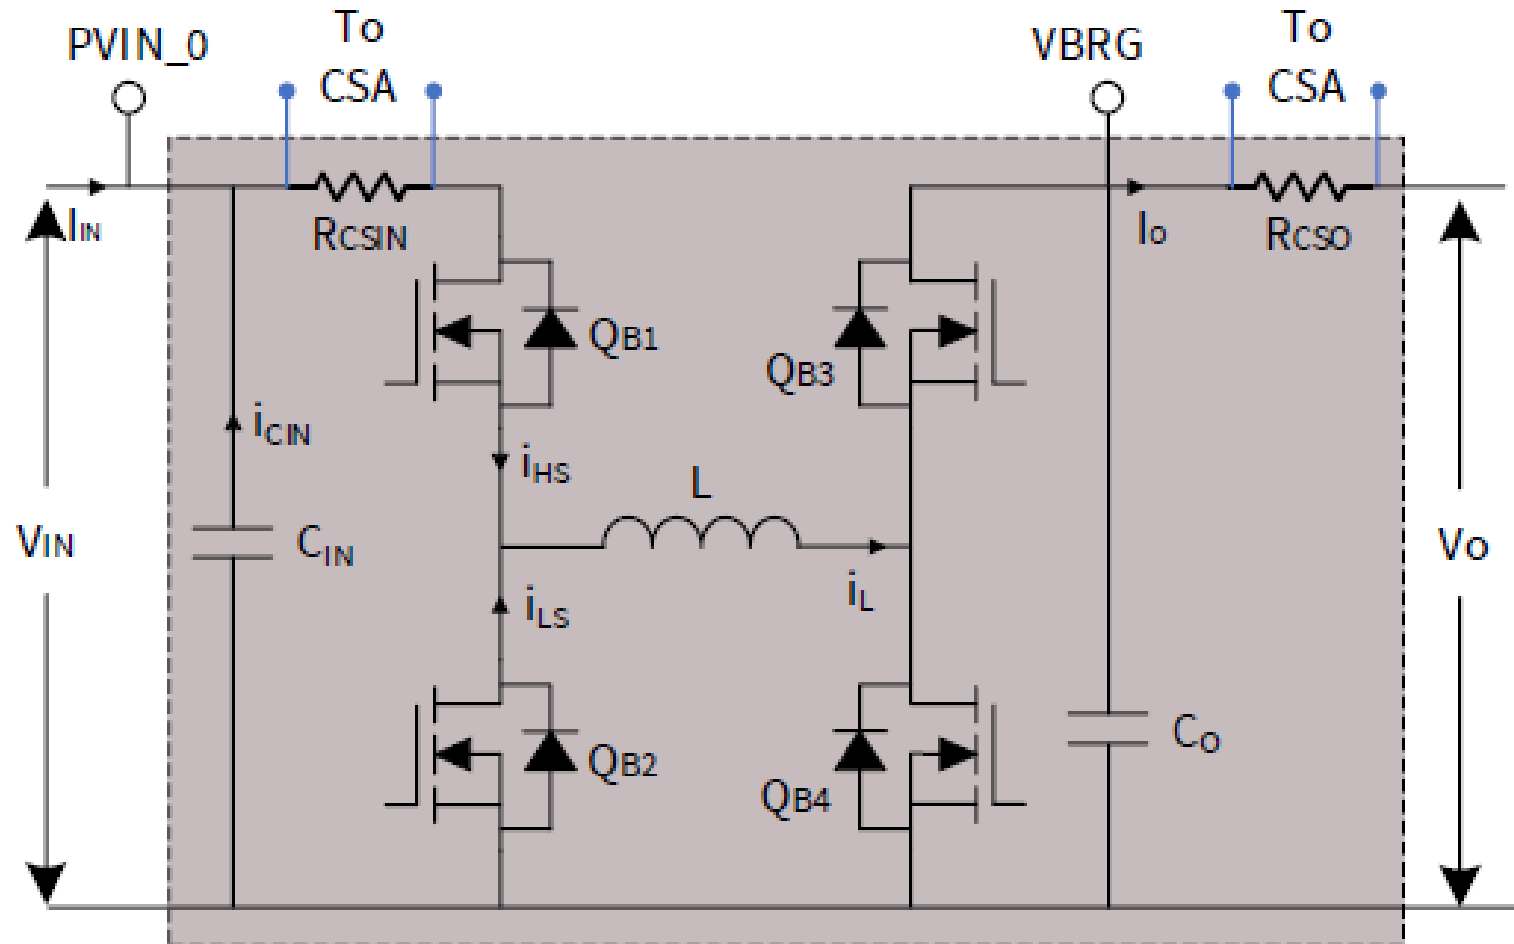 PVIN_0
To
CSA
VBRG
To
CSA
IIN
RCSIN
Io
RCSO
QB1
QB3
iCIN
iHS
L
VIN
CIN
Vo
iL
iLS
QB2
QB4
Co